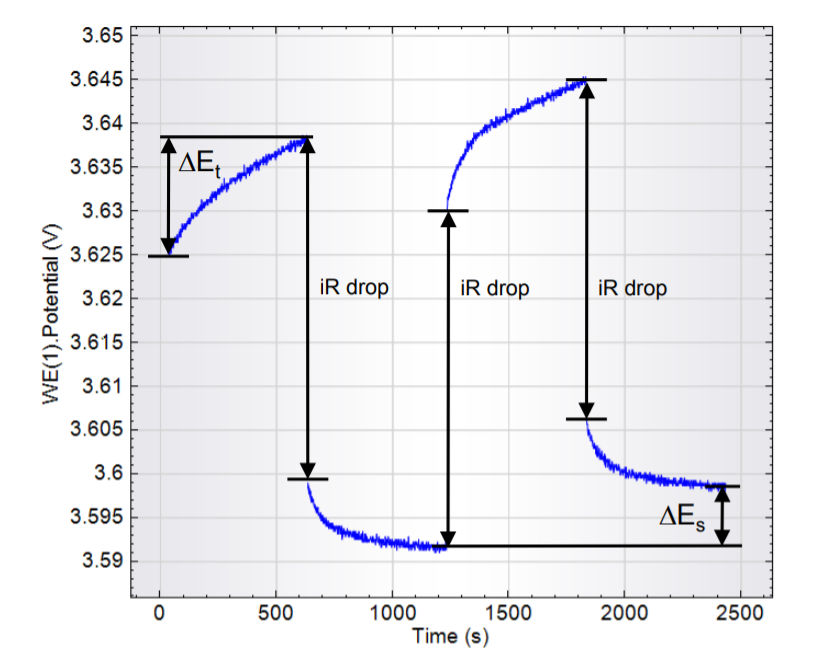 3.65
3.645
3.64
3.635
3.63
3.625
3.62
3.615
3.61
3.605
3.6
3.595
3.59
WE(1).Potential (V)
ΔEt
iR drop
iR drop
iR drop
ΔEs
0
500
1000
1500
2000
2500
Time (s)